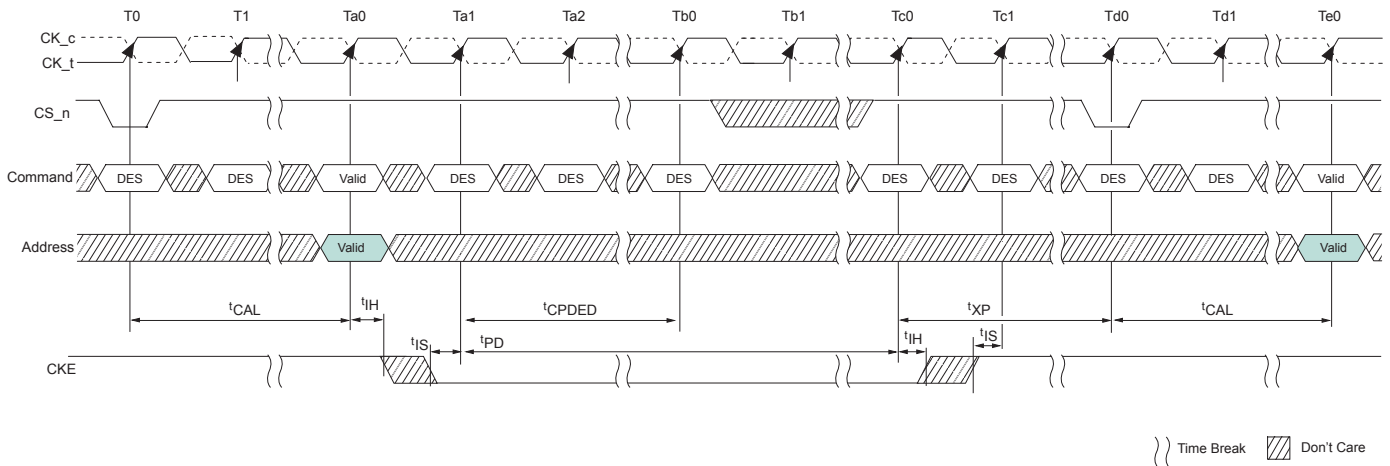 T0 T1 Ta0 Ta1 Ta2 Tb0 Tb1 Tc0 Tc1 Td0 Td1 Te0
CK_c
CK_t
CS_n
Command DES DES Valid DES DES DES DES DES DES DES Valid
Address Valid Valid
tCAL tIH tCPDED tXP tCAL
tIS tPD tIH tIS
CKE
Time Break Don't Care